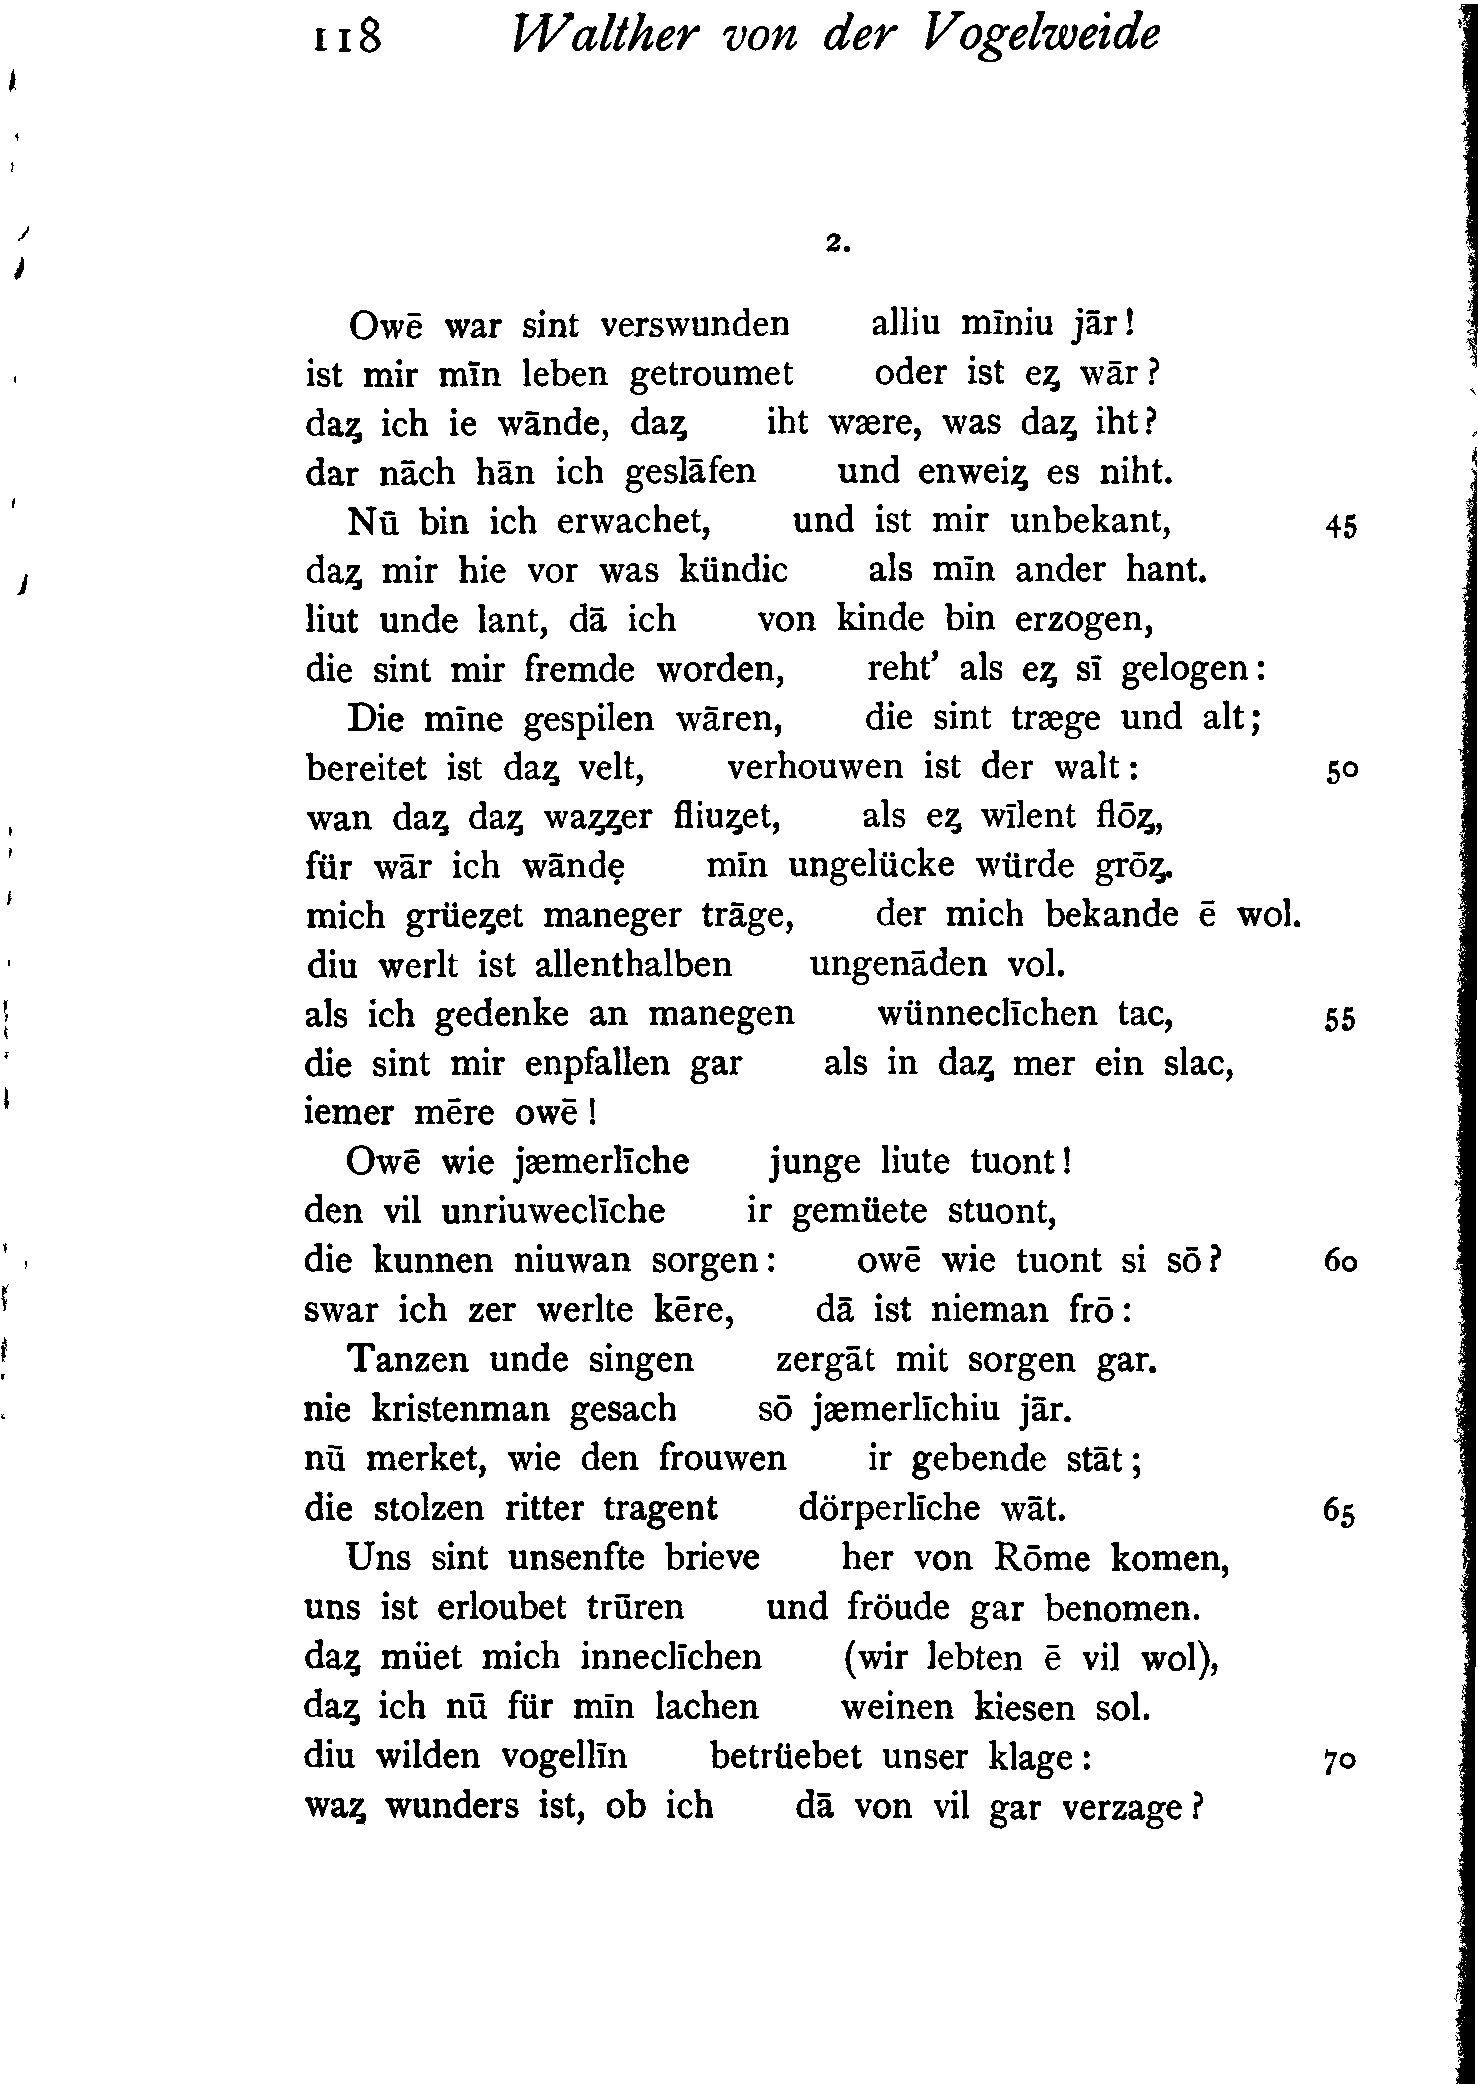 118 Walther von der Vogelweide
2.
Owē war sint verswunden alliu mīniu jār!
ist mir mīn leben getroumet oder ist eȥ wār?
daȥ ich ie wānde, daȥ iht wære, was daȥ iht?
dar nāch hān ich geslāfen und enweiȥ es niht.
Nū bin ich erwachet, und ist mir unbekant, 45
daȥ mir hie vor was kündic als mīn ander hant.
liut unde lant, dā ich von kinde bin erzogen,
die sint mir fremde worden, reht' als eȥ sī gelogen:
Die mīne gespilen wāren, die sint træge und alt;
bereitet ist daȥ velt, verhouwen ist der walt: 50
wan daȥ daȥ waȥȥer fliuȥet, als eȥ wīlent flōȥ,
für wār ich wāndẹ mīn ungelücke würde grōȥ.
mich grüeȥet maneger trāge, der mich bekande ē wol.
diu werlt ist allenthalben ungenāden vol.
als ich gedenke an manegen wünneclīchen tac, 55
die sint mir enpfallen gar als in daȥ mer ein slac,
iemer mēre owē!
Owē wie jæmerlīche junge liute tuont!
den vil unriuweclīche ir gemüete stuont,
die kunnen niuwan sorgen: owē wie tuont si sō? 60
swar ich zer werlte kēre, dā ist nieman frō:
Tanzen unde singen zergāt mit sorgen gar.
nie kristenman gesach sō jæmerlīchiu jār.
nū merket, wie den frouwen ir gebende stāt;
die stolzen ritter tragent dörperlīche wāt. 65
Uns sint unsenfte brieve her von Rōme komen,
uns ist erloubet trūren und fröude gar benomen.
daȥ müet mich inneclīchen (wir lebten ē vil wol),
daȥ ich nū für mīn lachen weinen kiesen sol.
diu wilden vogellīn betrüebet unser klage: 70
waȥ wunders ist, ob ich dā von vil gar verzage?